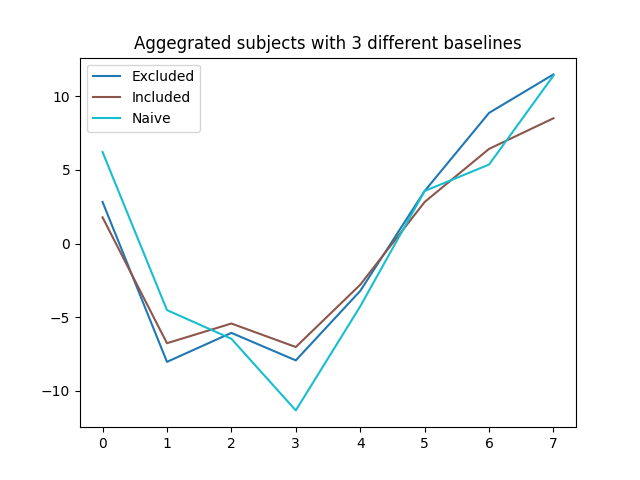 Aggegrated subjects with 3 different baselines
Excluded
Included
Naive
10
5
0
−5
−10
0 1 2 3 4 5 6 7